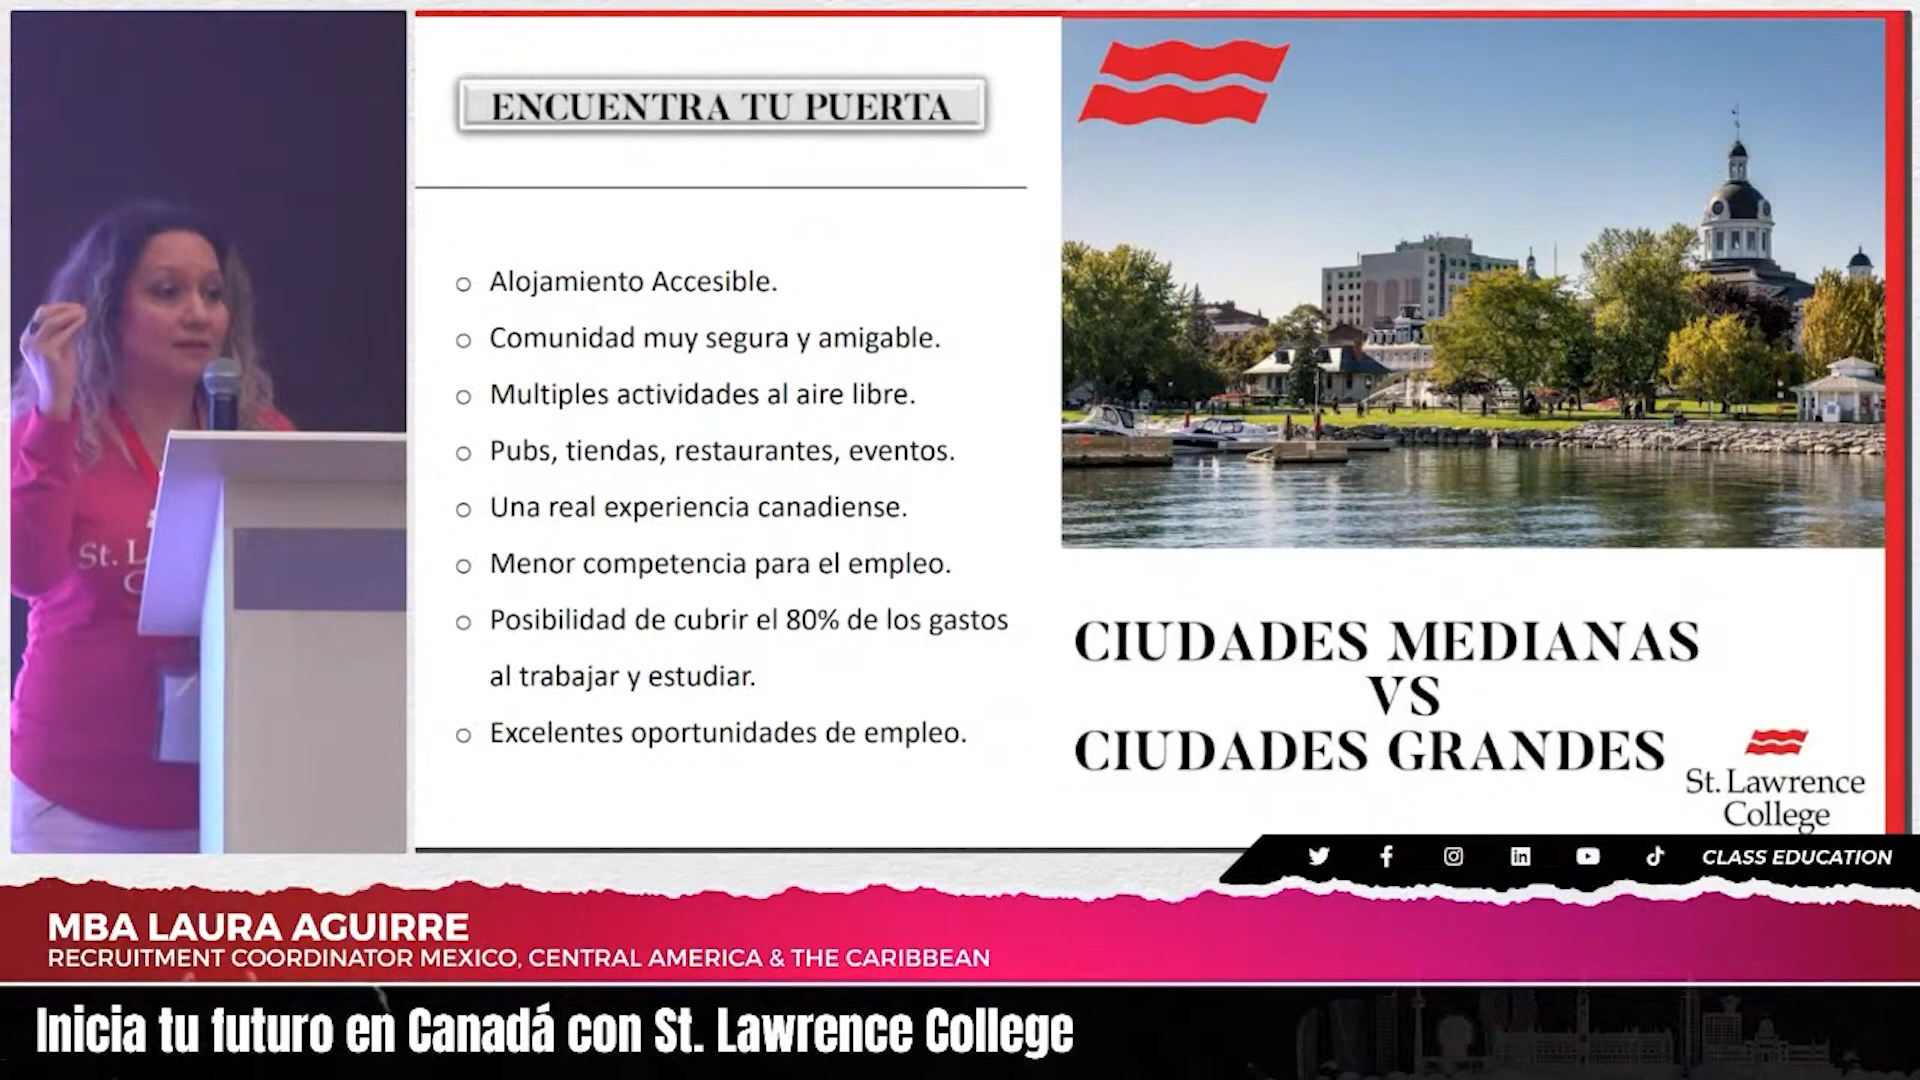 ENCUENTRA TU PUERTA
Alojamiento Accesible.
Comunidad muy segura y amigable.
Multiples actividades al aire libre.
Pubs, tiendas, restaurantes, eventos.
Una real experiencia canadiense.
Menor competencia para el empleo.
Posibilidad de cubrir el 80% de los gastos
al trabajar y estudiar.
Excelentes oportunidades de empleo.
CIUDADES MEDIANAS
VS
CIUDADES GRANDES
St. Lawrence
College
St. L
C
CLASS EDUCATION
MBA LAURA AGUIRRE
RECRUITMENT COORDINATOR MEXICO, CENTRAL AMERICA & THE CARIBBEAN
Inicia tu futuro en Canadá con St. Lawrence College